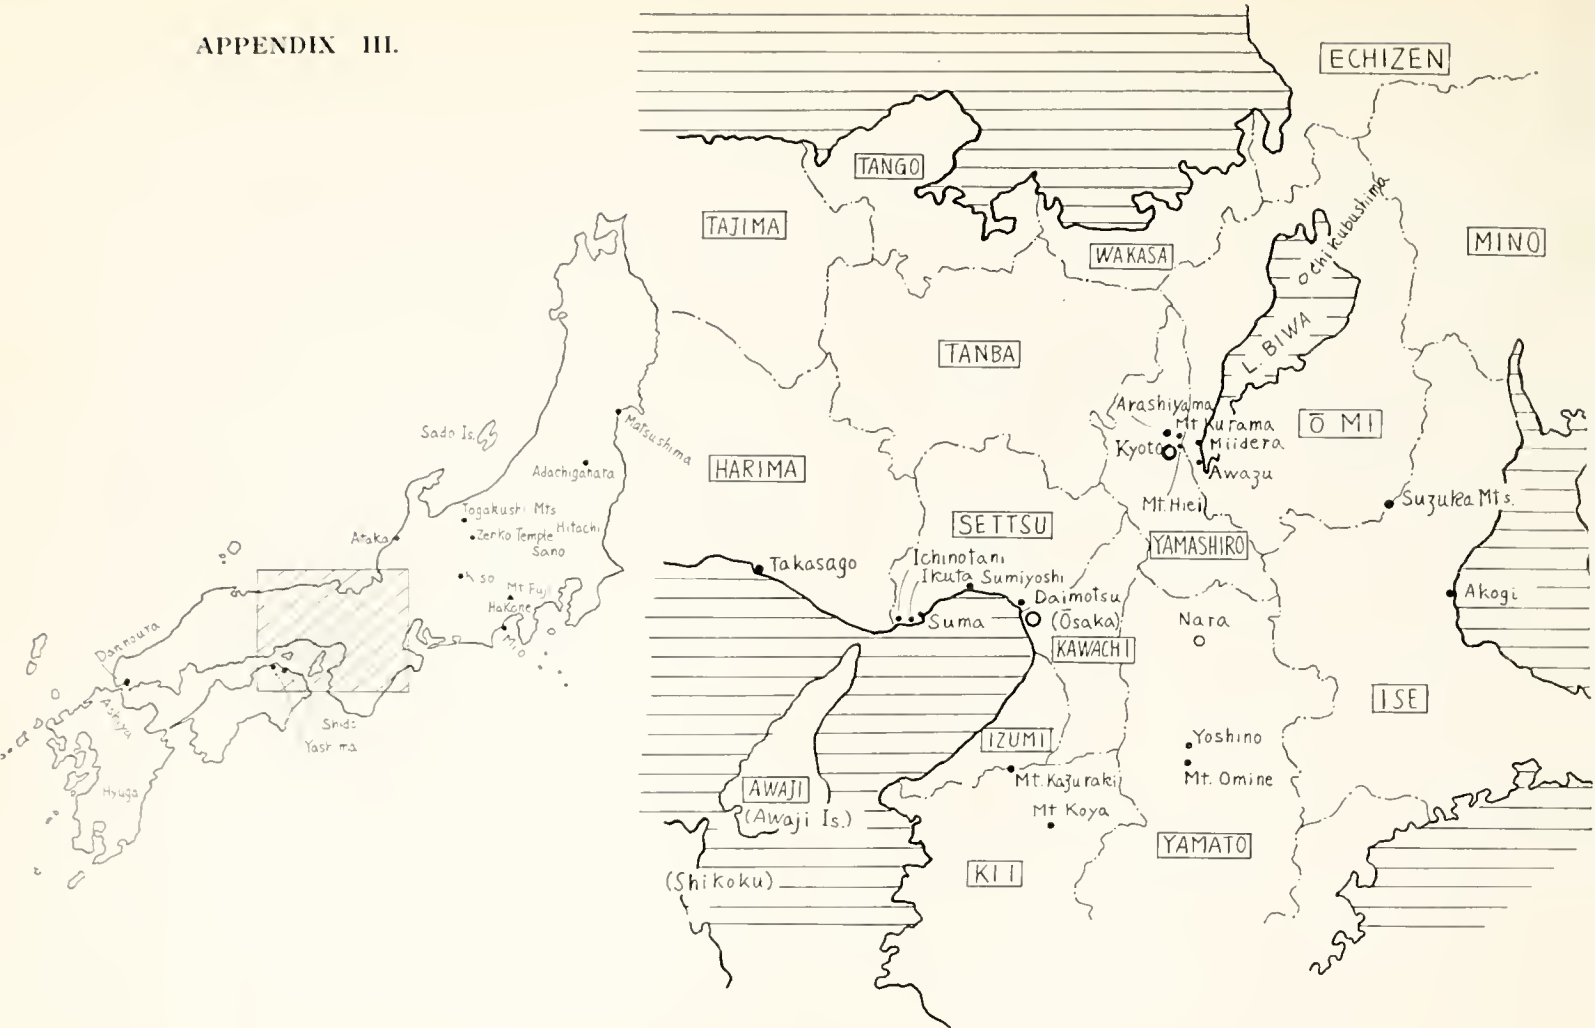 APPENDIX III.
ECHIZEN
TANGO
TAJIMA
WAKASA
MINO
Chikubushima
L. BIWA
TANBA
Arashiyama
Mt Kurama
Kyoto
Miidera
Awazu
Mt. Hiei
ŌMI
Suzuka Mts.
HARIMA
SETTSU
YAMASHIRO
Takasago
Ichinotani
Ikuta
Sumiyoshi
Suma
Daimotsu
(Ōsaka)
KAWACHI
Nara
Akogi
ISE
IZUMI
Yoshino
Mt. Omine
Mt. Kazuraki
Mt Koya
AWAJI
(Awaji Is.)
YAMATO
KII
(Shikoku)
Sado Is.
Matsushima
Adachigahara
Togakushi Mts
Hitachi
Zenko Temple
Sano
Ataka
Kiso
Mt Fuji
Hakone
Mio
Dannoura
Ashiya
Hyuga